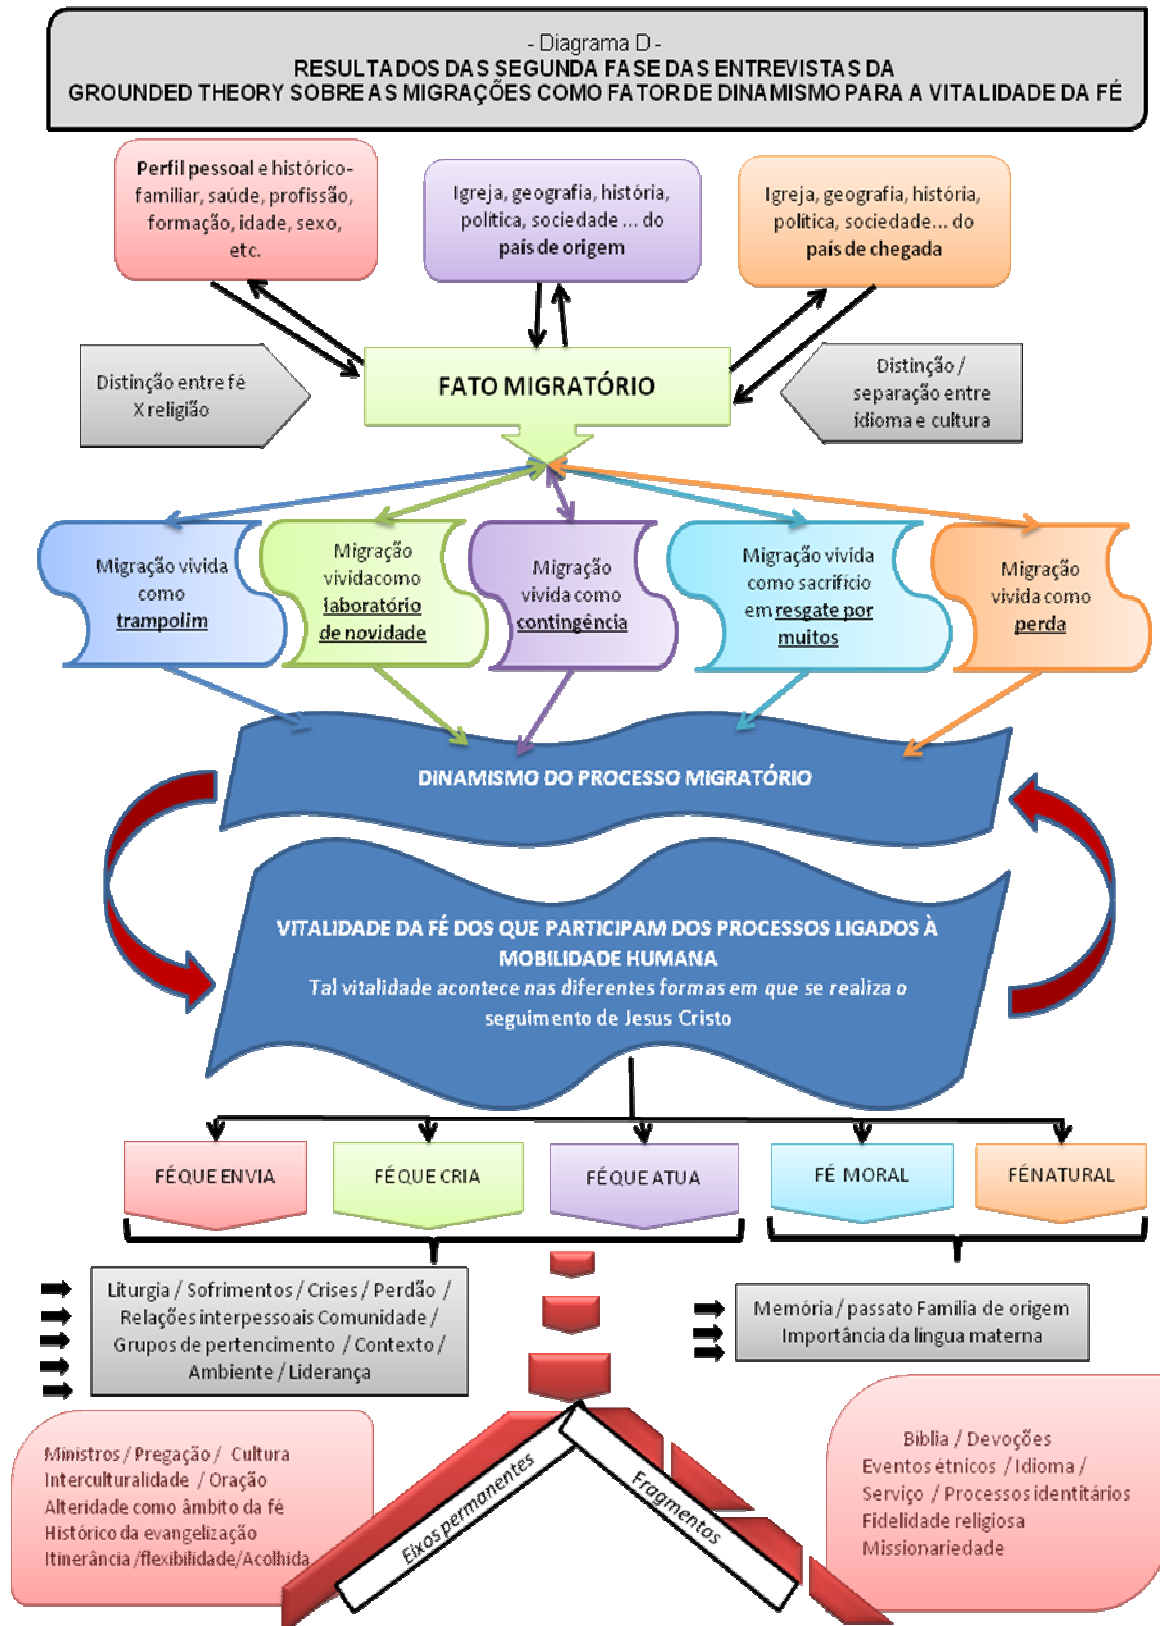 - Diagrama D -
RESULTADOS DAS SEGUNDA FASE DAS ENTREVISTAS DA
GROUNDED THEORY SOBRE AS MIGRAÇÕES COMO FATOR DE DINAMISMO PARA A VITALIDADE DA FÉ
Perfil pessoal e histórico-
familiar, saúde, profissão,
formação, idade, sexo,
etc.
Igreja, geografia, história,
política, sociedade ... do
país de origem
Igreja, geografia, história,
política, sociedade... do
país de chegada
Distinção entre fé
X religião
FATO MIGRATÓRIO
Distinção /
separação entre
idioma e cultura
Migração vivida
como
trampolim
Migração
vividacomo
laboratório
de novidade
Migração
vivida como
contingência
Migração vivida
como sacrifício
em resgate por
muitos
Migração
vivida como
perda
DINAMISMO DO PROCESSO MIGRATÓRIO
VITALIDADE DA FÉ DOS QUE PARTICIPAM DOS PROCESSOS LIGADOS À
MOBILIDADE HUMANA
Tal vitalidade acontece nas diferentes formas em que se realiza o
seguimento de Jesus Cristo
FÉ QUE ENVIA
FÉ QUE CRIA
FÉ QUE ATUA
FÉ MORAL
FÉ NATURAL
Liturgia / Sofrimentos / Crises / Perdão /
Relações interpessoais Comunidade /
Grupos de pertencimento / Contexto /
Ambiente / Liderança
Memória / passato Família de origem
Importância da língua materna
Ministros / Pregação / Cultura
Interculturalidade / Oração
Alteridade como âmbito da fé
Histórico da evangelização
Itinerância /flexibilidade/Acolhida
Eixos permanentes
Fragmentos
Bíblia / Devoções
Eventos étnicos / Idioma /
Serviço / Processos identitários
Fidelidade religiosa
Missionariedade